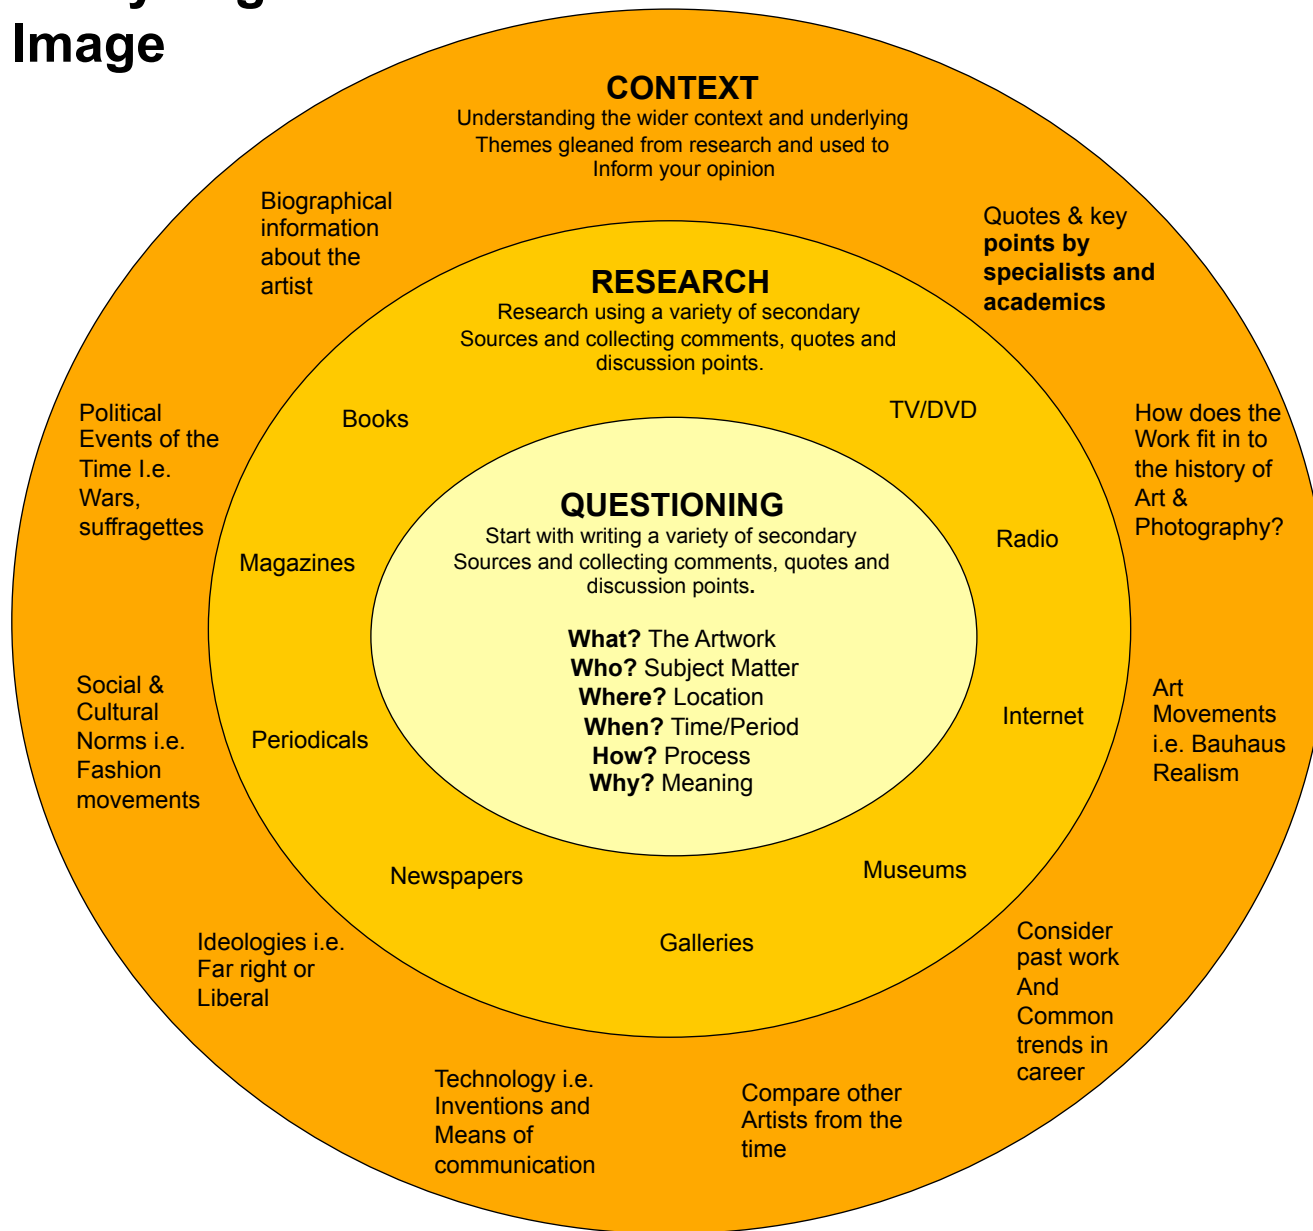 Image
CONTEXT
Understanding the wider context and underlying
Themes gleaned from research and used to
Inform your opinion
Biographical
information
about the
artist
Quotes & key
points by
specialists and
academics
RESEARCH
Research using a variety of secondary
Sources and collecting comments, quotes and
discussion points.
Books
TV/DVD
Political
Events of the
Time I.e.
Wars,
suffragettes
How does the
Work fit in to
the history of
Art &
Photography?
QUESTIONING
Start with writing a variety of secondary
Sources and collecting comments, quotes and
discussion points.
Magazines
Radio
What? The Artwork
Who? Subject Matter
Where? Location
When? Time/Period
How? Process
Why? Meaning
Social &
Cultural
Norms i.e.
Fashion
movements
Periodicals
Internet
Art
Movements
i.e. Bauhaus
Realism
Newspapers
Museums
Galleries
Ideologies i.e.
Far right or
Liberal
Consider
past work
And
Common
trends in
career
Technology i.e.
Inventions and
Means of
communication
Compare other
Artists from the
time